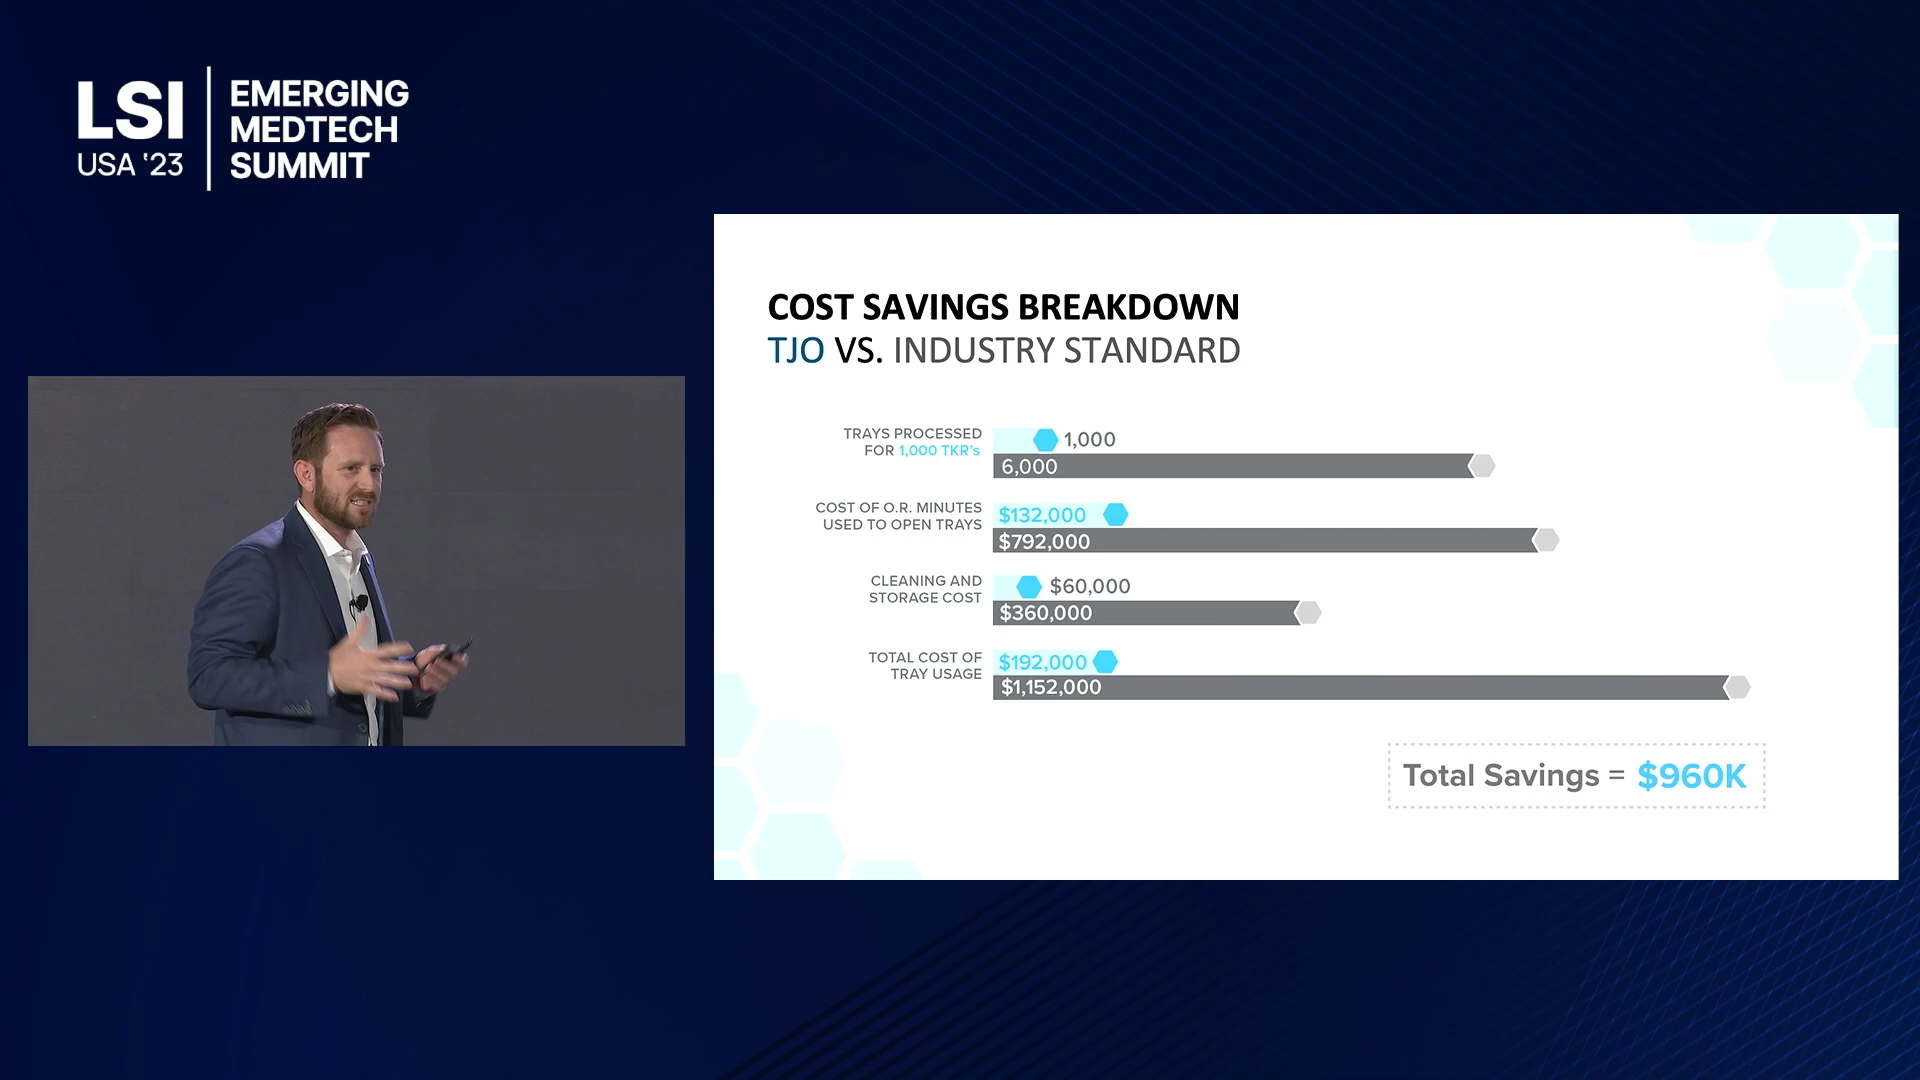 LSI
USA '23
EMERGING
MEDTECH
SUMMIT
COST SAVINGS BREAKDOWN
TJO VS. INDUSTRY STANDARD
TRAYS PROCESSED
FOR 1,000 TKR's
1,000
6,000
COST OF O.R. MINUTES
USED TO OPEN TRAYS
$132,000
$792,000
CLEANING AND
STORAGE COST
$60,000
$360,000
TOTAL COST OF
TRAY USAGE
$192,000
$1,152,000
Total Savings = $960K